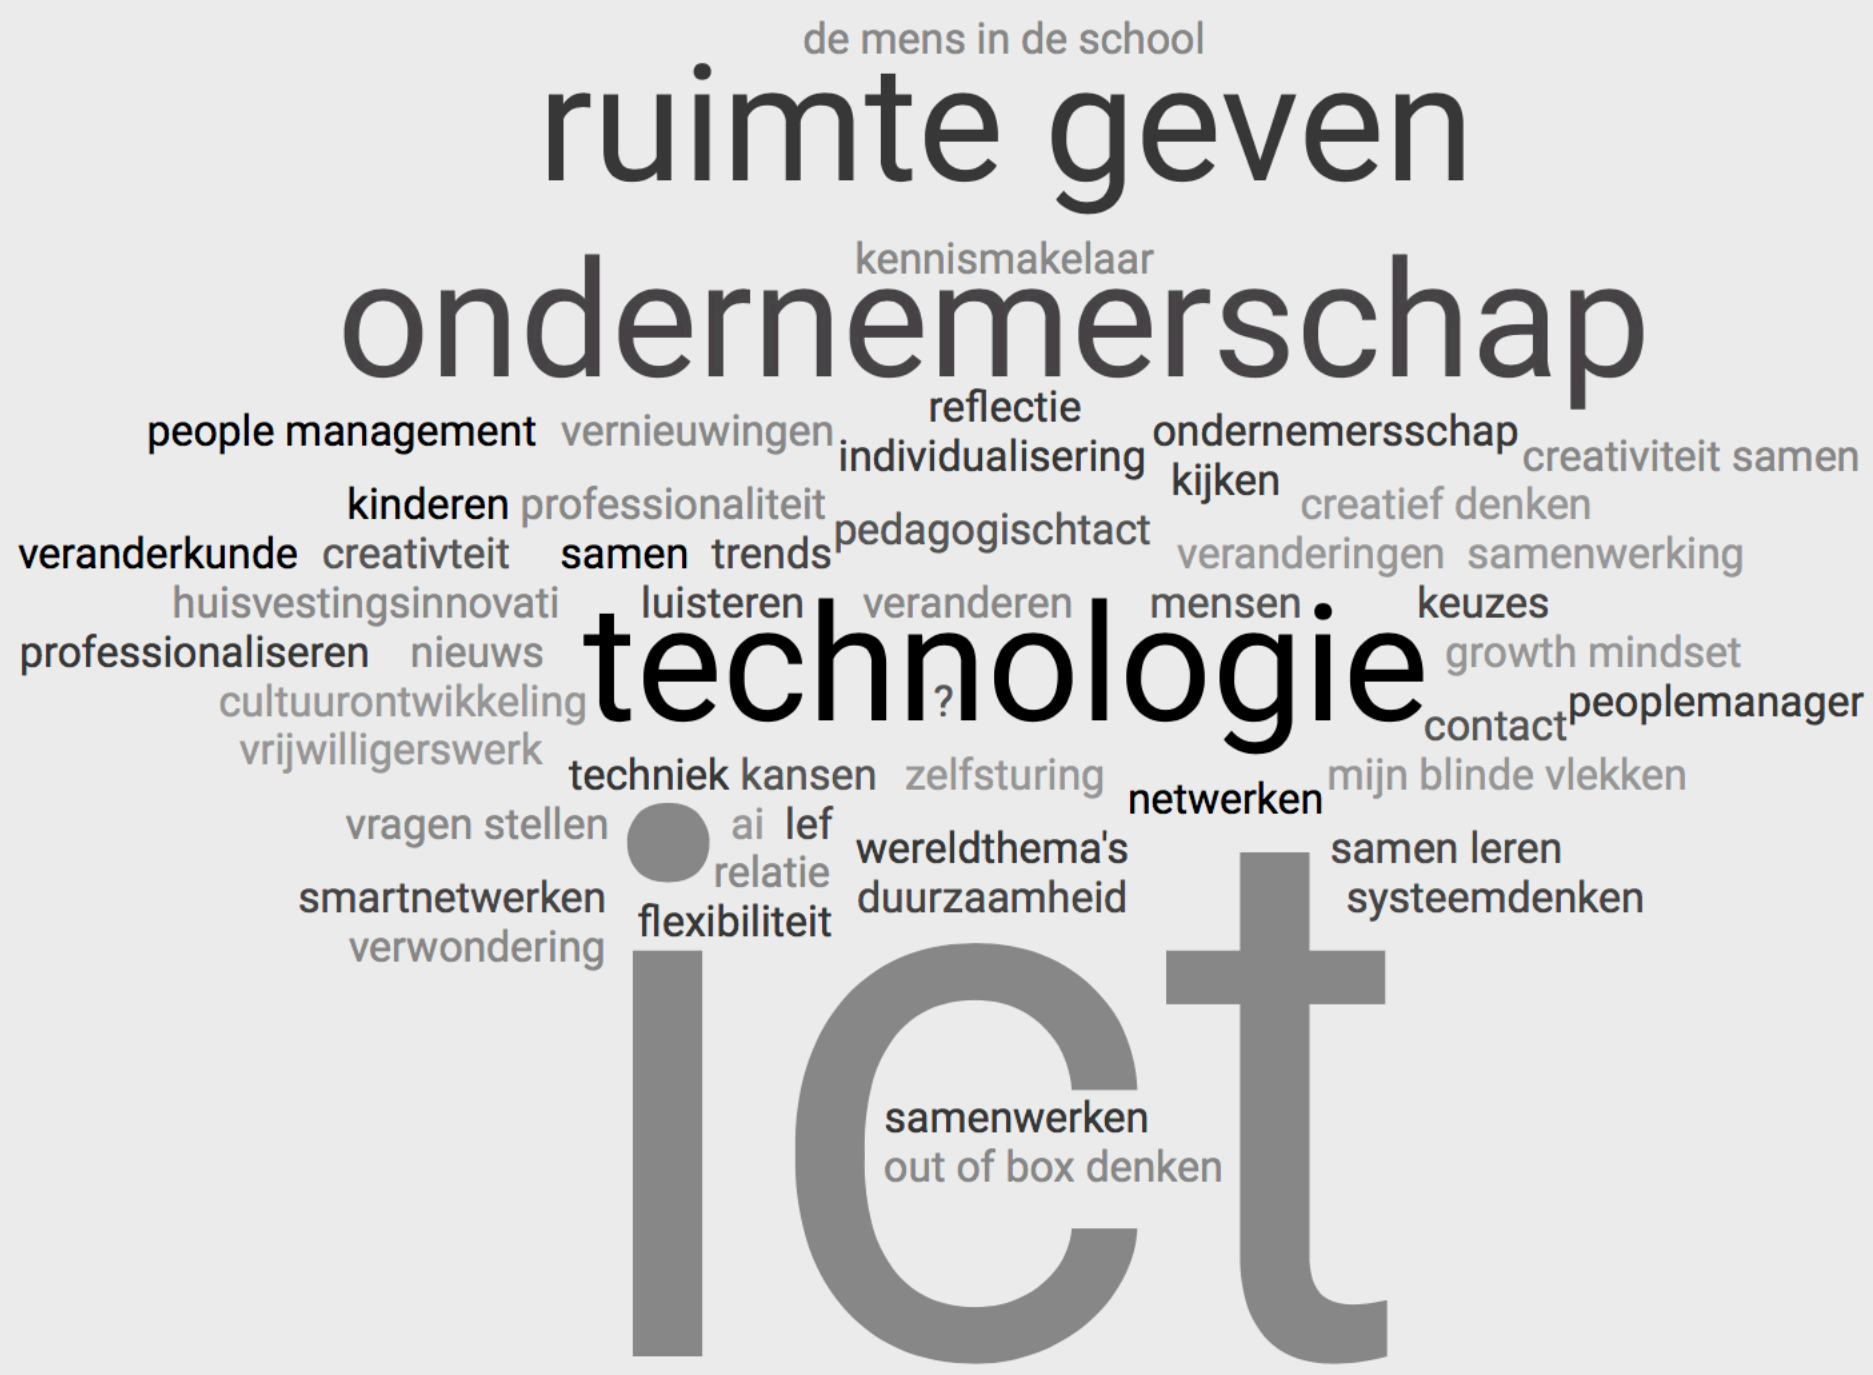 de mens in de school
ruimte geven
kennismakelaar
ondernemerschap
reflectie
people management
vernieuwingen
individualisering
ondernemersschap
creativiteit samen
kijken
kinderen
professionaliteit
creatief denken
pedagogischtact
veranderkunde
creativteit
samen
trends
veranderingen
samenwerking
huisvestingsinnovati
luisteren
veranderen
mensen
keuzes
professionaliseren
nieuws
technologie
growth mindset
cultuurontwikkeling
?
peoplemanager
contact
vrijwilligerswerk
techniek
kansen
zelfsturing
netwerken
mijn blinde vlekken
vragen stellen
ai
lef
wereldthema's
samen leren
relatie
smartnetwerken
flexibiliteit
duurzaamheid
systeemdenken
verwondering
ict
samenwerken
out of box denken